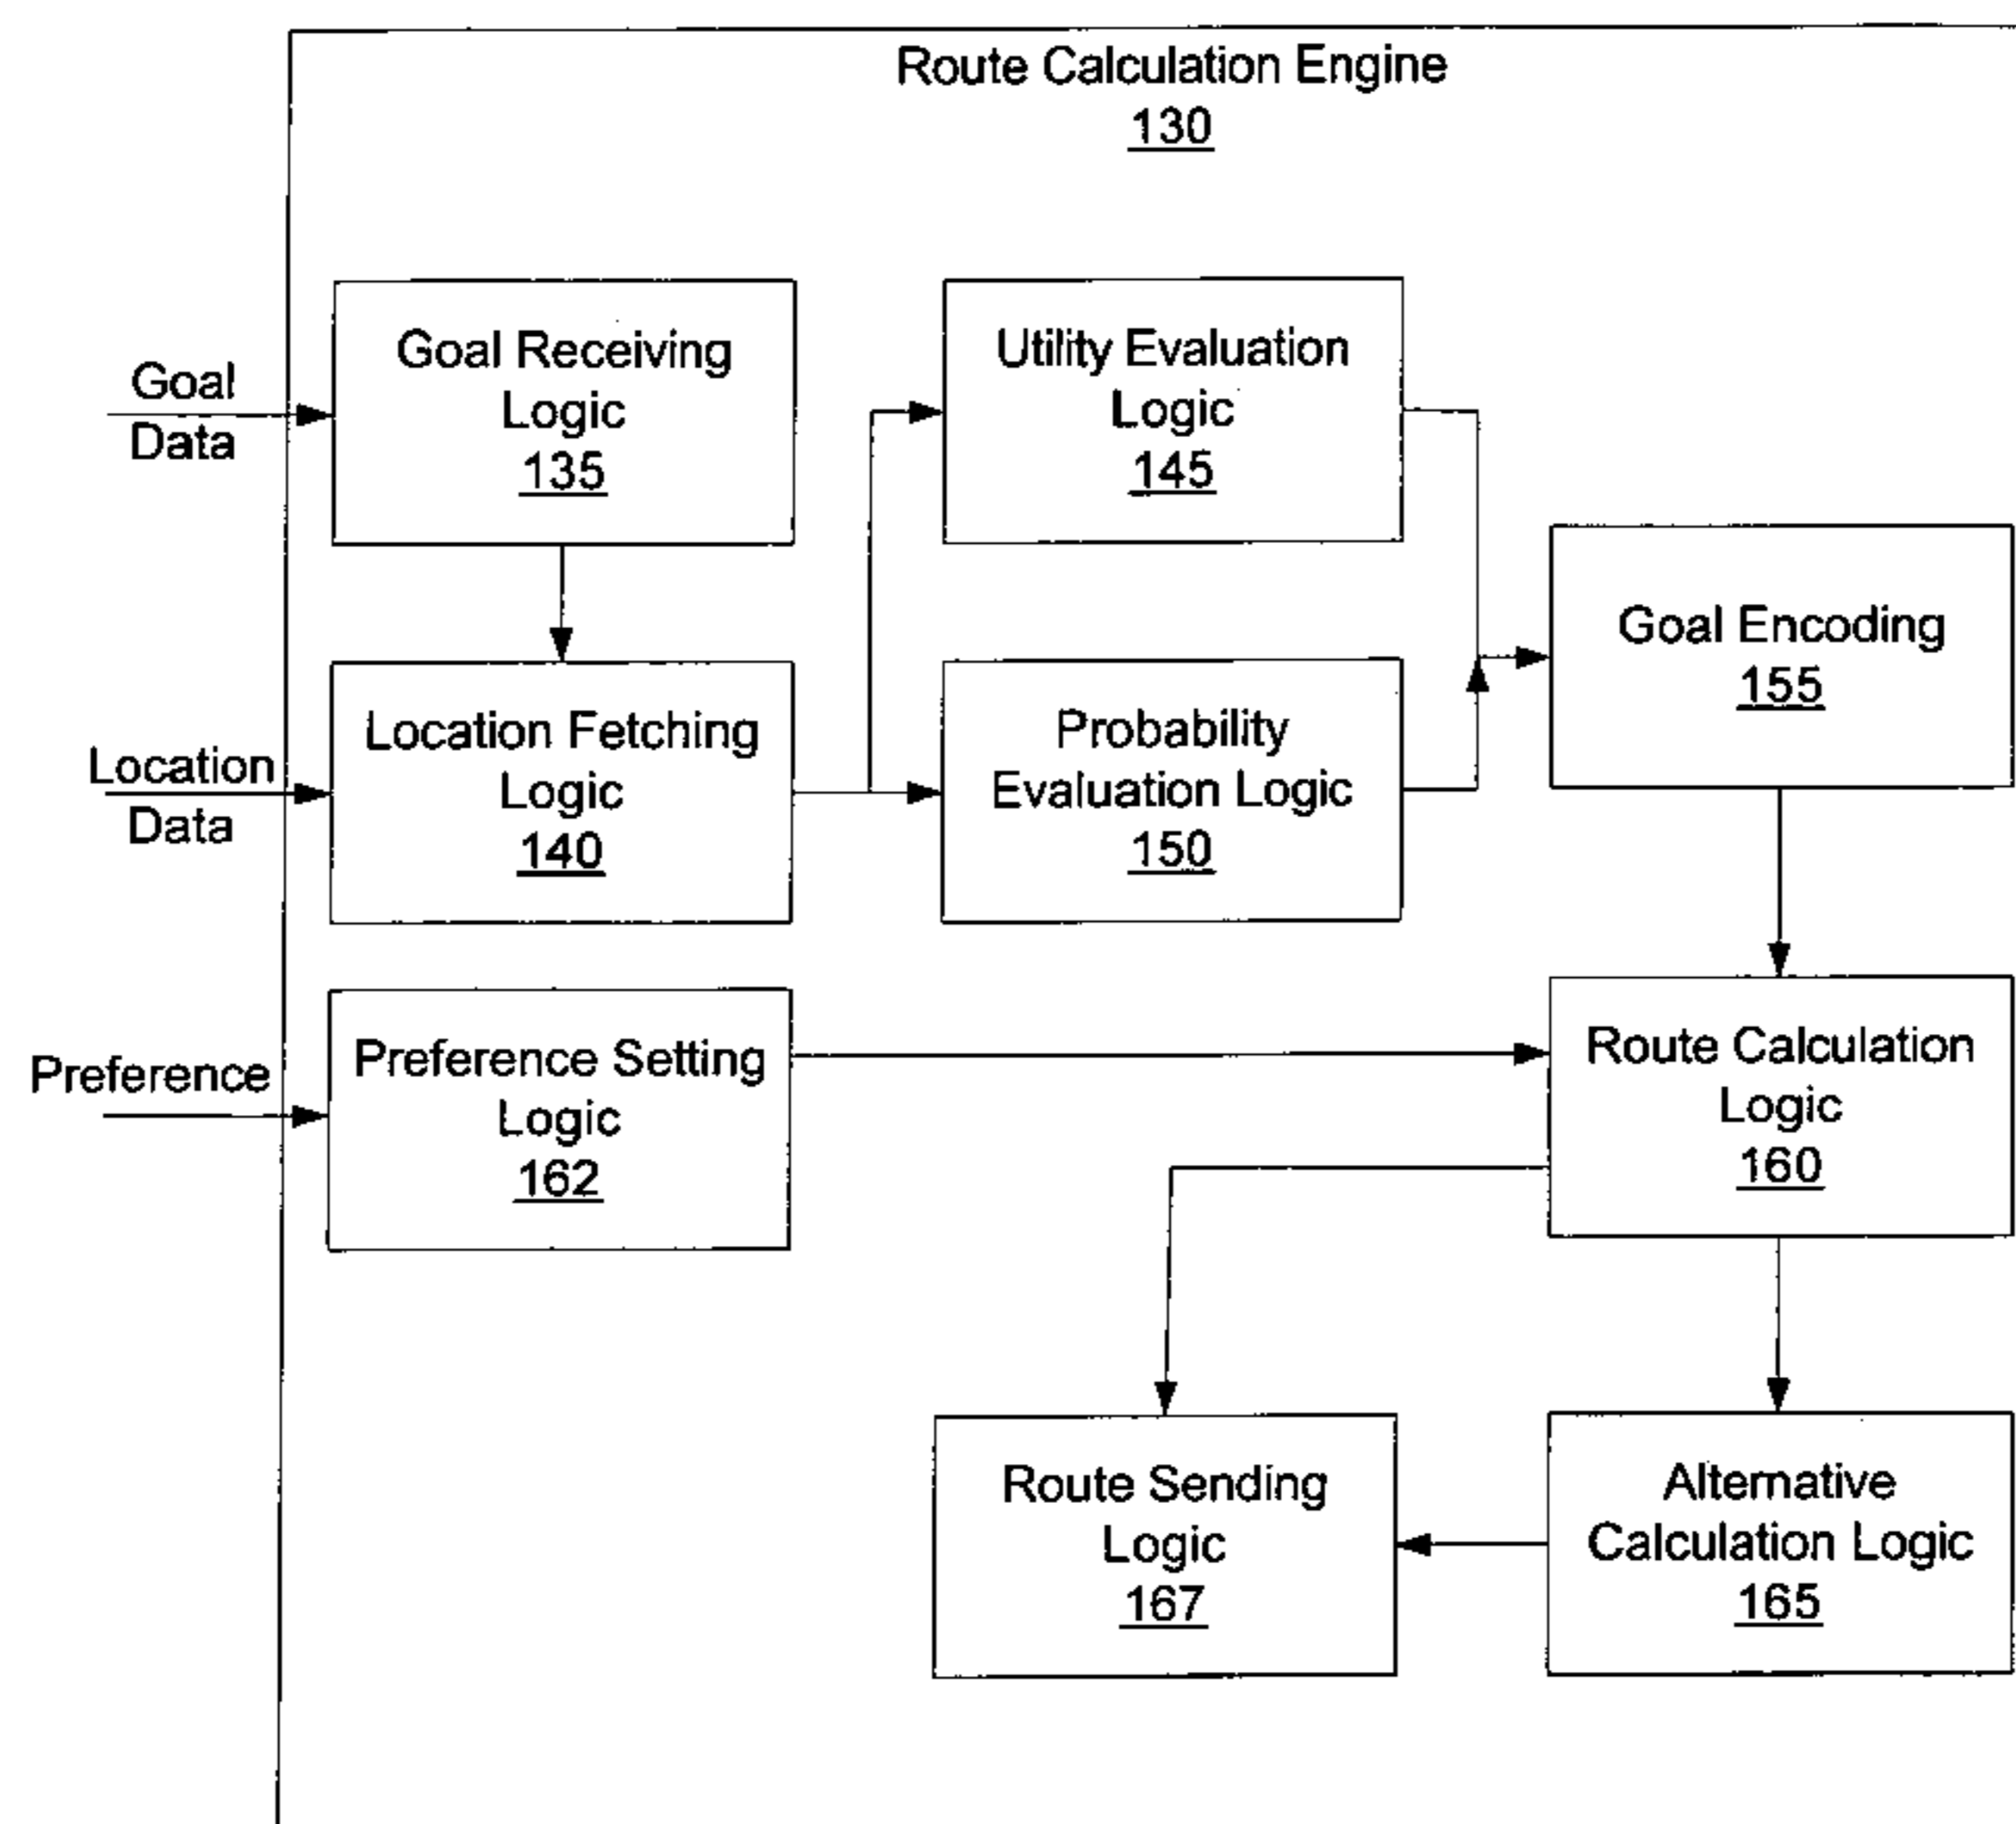 Route Calculation Engine
130
Goal
Data
Goal Receiving
Logic
135
Utility Evaluation
Logic
145
Goal Encoding
155
Location
Data
Location Fetching
Logic
140
Probability
Evaluation Logic
150
Preference
Preference Setting
Logic
162
Route Calculation
Logic
160
Route Sending
Logic
167
Alternative
Calculation Logic
165